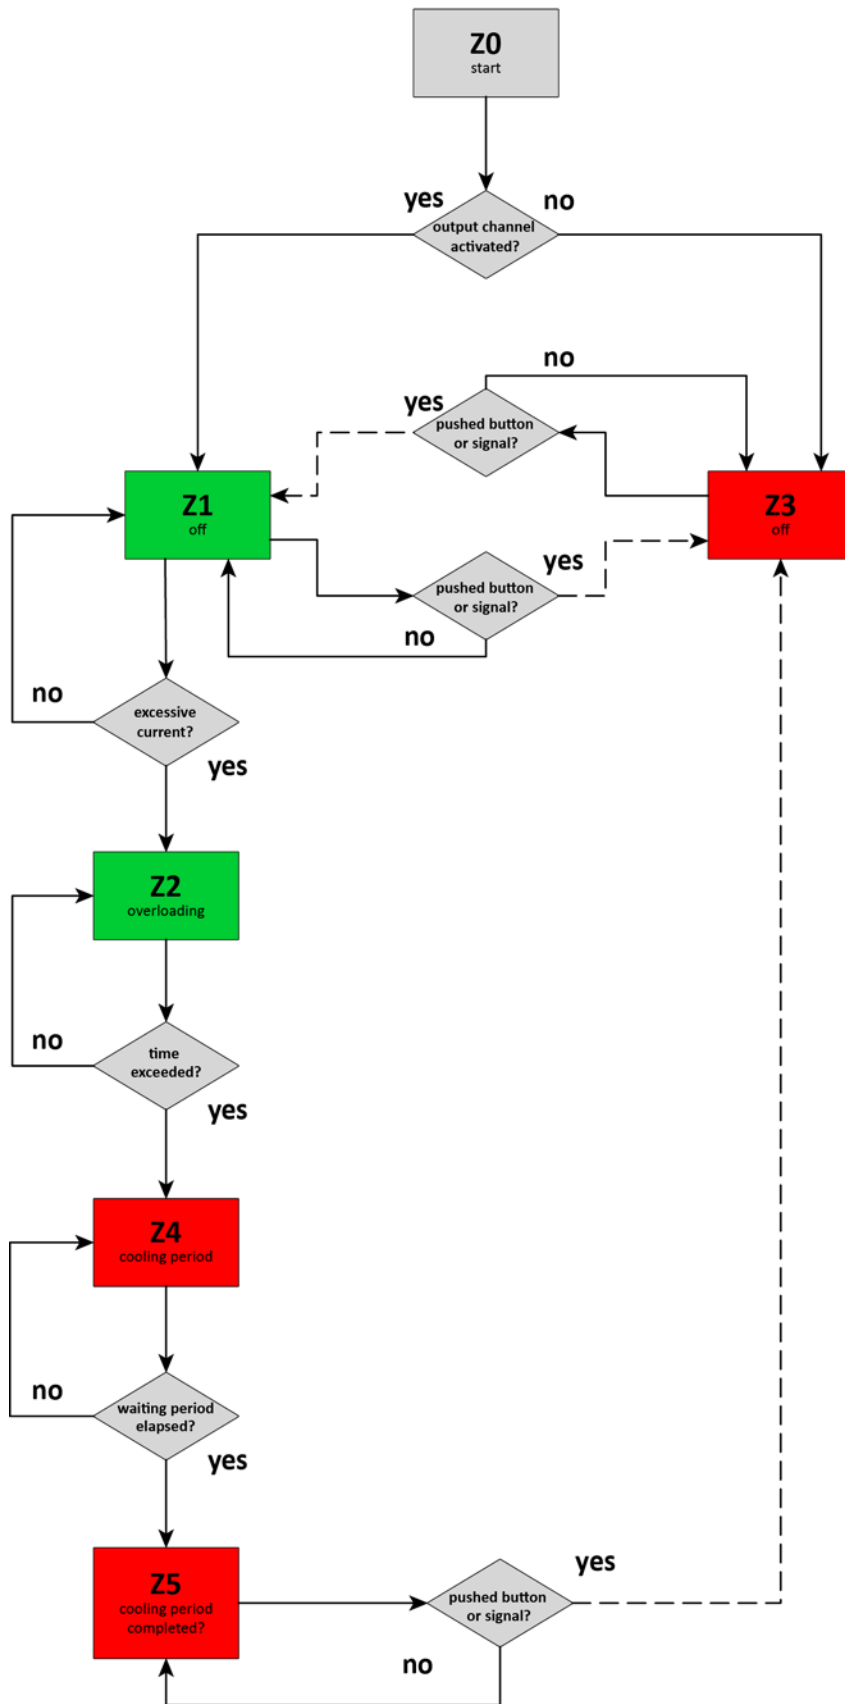 Z0
start
yes
no
output channel
activated?
no
yes
pushed button
or signal?
Z1
off
Z3
off
pushed button
or signal?
yes
no
no
excessive
current?
yes
Z2
overloading
no
time
exceeded?
yes
Z4
cooling period
no
waiting period
elapsed?
yes
Z5
cooling period
completed?
pushed button
or signal?
yes
no